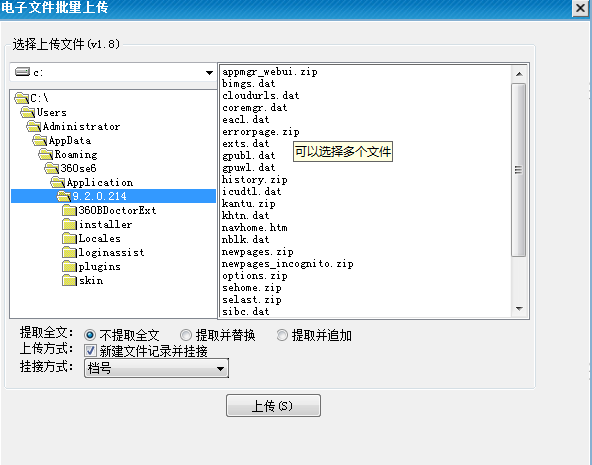 电子文件批量上传
选择上传文件(v1.8)
c:
C:\
Users
Administrator
AppData
Roaming
360se6
Application
9.2.0.214
360BDoctorExt
installer
Locales
loginassist
plugins
skin
appmgr_webui.zip
bimgs.dat
cloudurls.dat
coremgr.dat
eacl.dat
errorpage.zip
exts.dat
gpubl.dat
gpuwl.dat
history.zip
icudtl.dat
kantu.zip
khtn.dat
navhome.htm
nblk.dat
newpages.zip
newpages_incognito.zip
options.zip
sehome.zip
selast.zip
sibc.dat
可以选择多个文件
提取全文: 不提取全文 提取并替换 提取并追加
上传方式: 新建文件记录并挂接
挂接方式: 档号
上传(S)